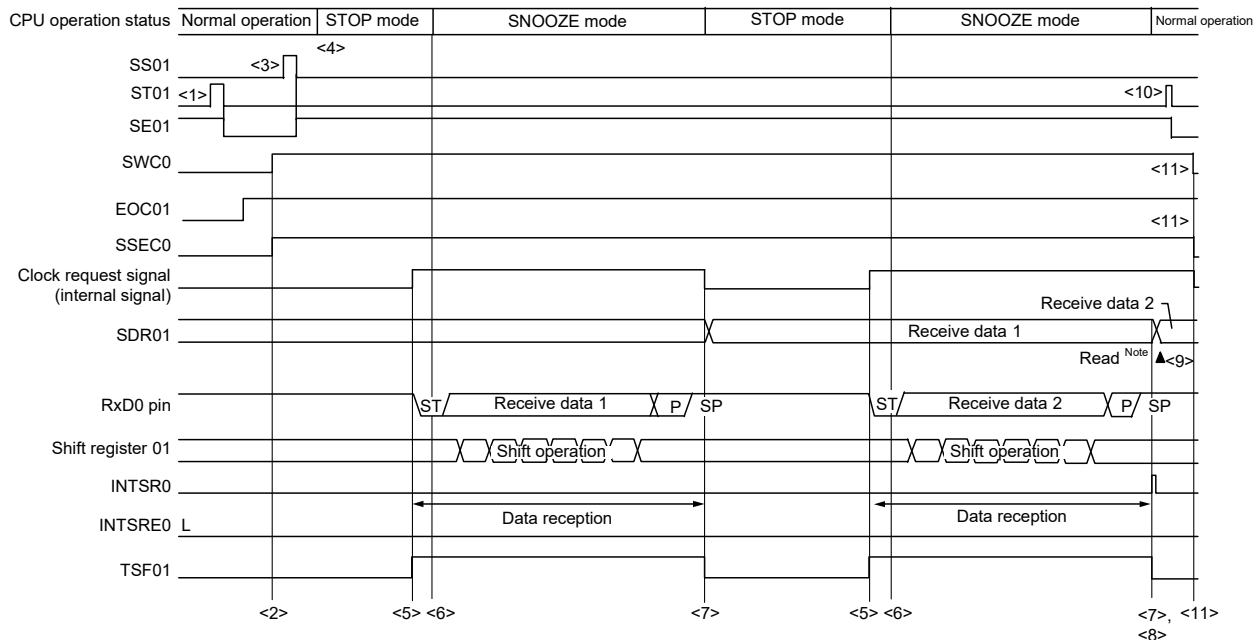 CPU operation status Normal operation STOP mode SNOOZE mode STOP mode SNOOZE mode Normal operation
<4>
SS01 <3>
ST01 <1> <10>
SE01
SWC0 <11>
EOC01
<11>
SSEC0
Clock request signal
(internal signal)
Receive data 2
SDR01 Receive data 1
Read Note ▲<9>
RxD0 pin ST Receive data 1 P SP ST Receive data 2 P SP
Shift register 01 Shift operation Shift operation
INTSR0
Data reception Data reception
INTSRE0 L
TSF01
<2> <5> <6> <7> <5> <6> <7>, <11>
<8>